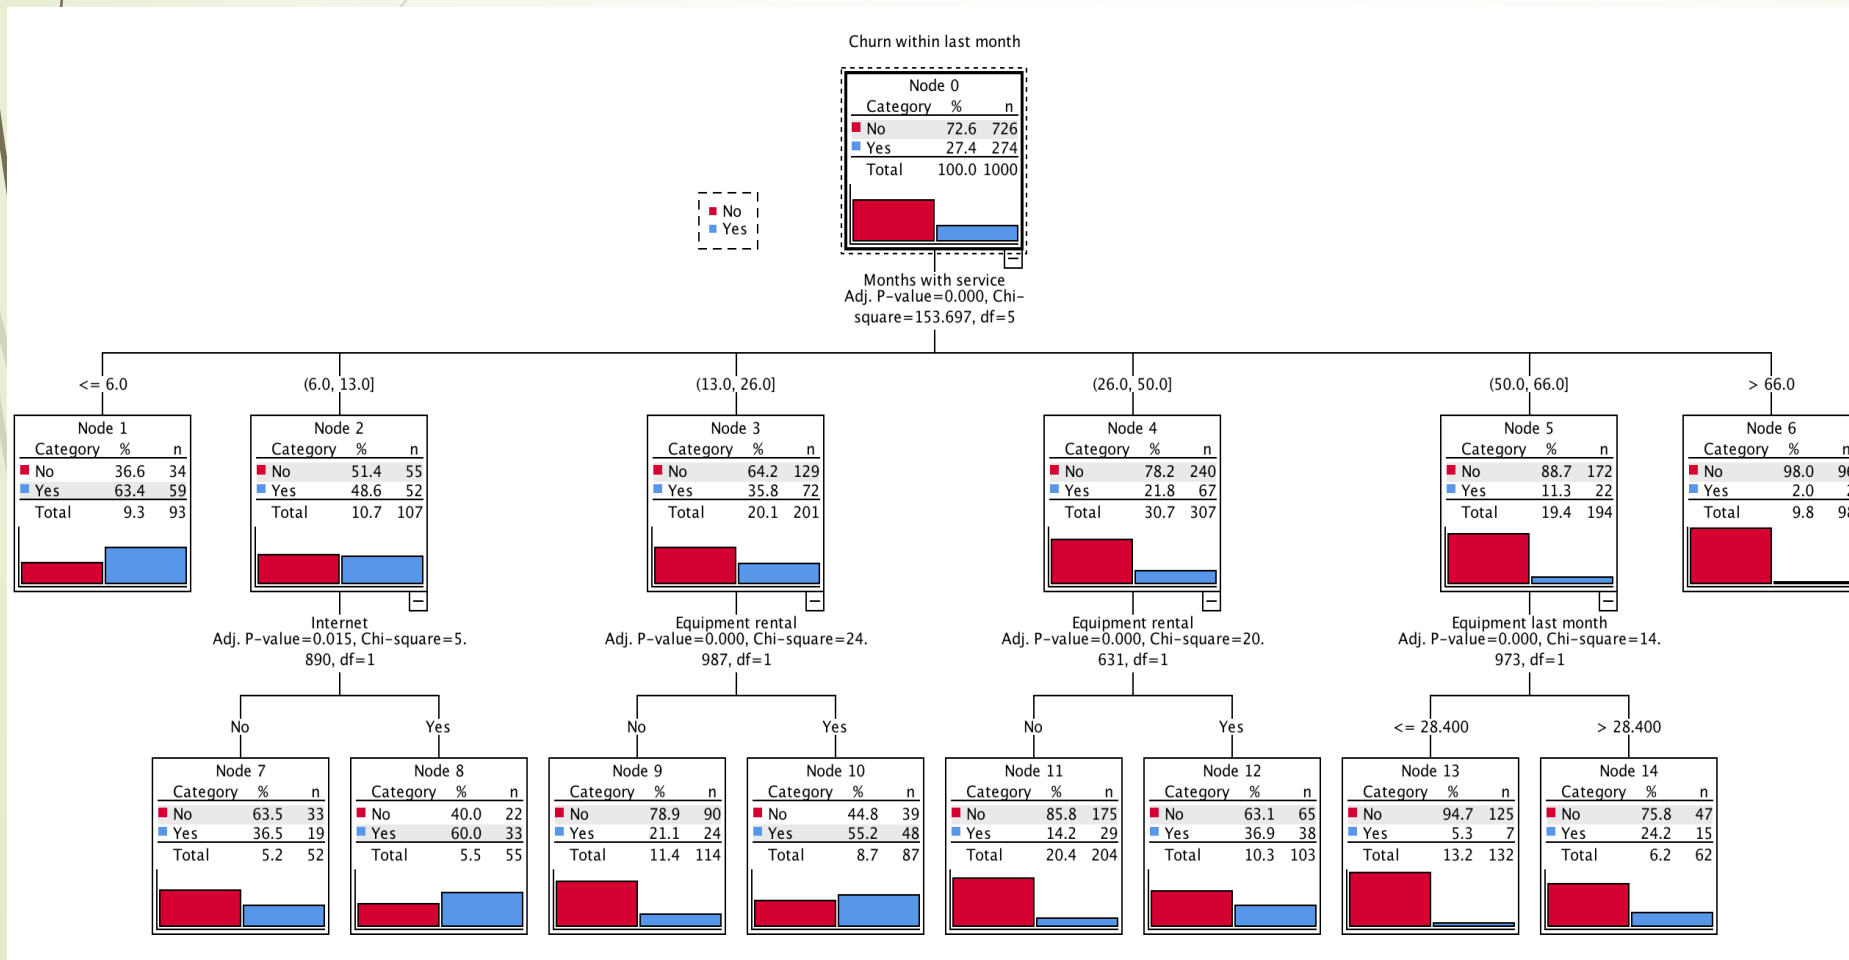 Churn within last month
Node 0
Category % n
No 72.6 726
Yes 27.4 274
Total 100.0 1000
No
Yes
Months with service
Adj. P-value=0.000, Chi-
square=153.697, df=5
<= 6.0
(6.0, 13.0]
(13.0, 26.0]
(26.0, 50.0]
(50.0, 66.0]
> 66.0
Node 1
Category % n
No 36.6 34
Yes 63.4 59
Total 9.3 93
Node 2
Category % n
No 51.4 55
Yes 48.6 52
Total 10.7 107
Node 3
Category % n
No 64.2 129
Yes 35.8 72
Total 20.1 201
Node 4
Category % n
No 78.2 240
Yes 21.8 67
Total 30.7 307
Node 5
Category % n
No 88.7 172
Yes 11.3 22
Total 19.4 194
Node 6
Category %
No 98.0
Yes 2.0
Total 9.8
Internet
Adj. P-value=0.015, Chi-square=5.
890, df=1
Equipment rental
Adj. P-value=0.000, Chi-square=24.
987, df=1
Equipment rental
Adj. P-value=0.000, Chi-square=20.
631, df=1
Equipment last month
Adj. P-value=0.000, Chi-square=14.
973, df=1
No
Yes
No
Yes
No
Yes
<= 28.400
> 28.400
Node 7
Category % n
No 63.5 33
Yes 36.5 19
Total 5.2 52
Node 8
Category % n
No 40.0 22
Yes 60.0 33
Total 5.5 55
Node 9
Category % n
No 78.9 90
Yes 21.1 24
Total 11.4 114
Node 10
Category % n
No 44.8 39
Yes 55.2 48
Total 8.7 87
Node 11
Category % n
No 85.8 175
Yes 14.2 29
Total 20.4 204
Node 12
Category % n
No 63.1 65
Yes 36.9 38
Total 10.3 103
Node 13
Category % n
No 94.7 125
Yes 5.3 7
Total 13.2 132
Node 14
Category % n
No 75.8 47
Yes 24.2 15
Total 6.2 62